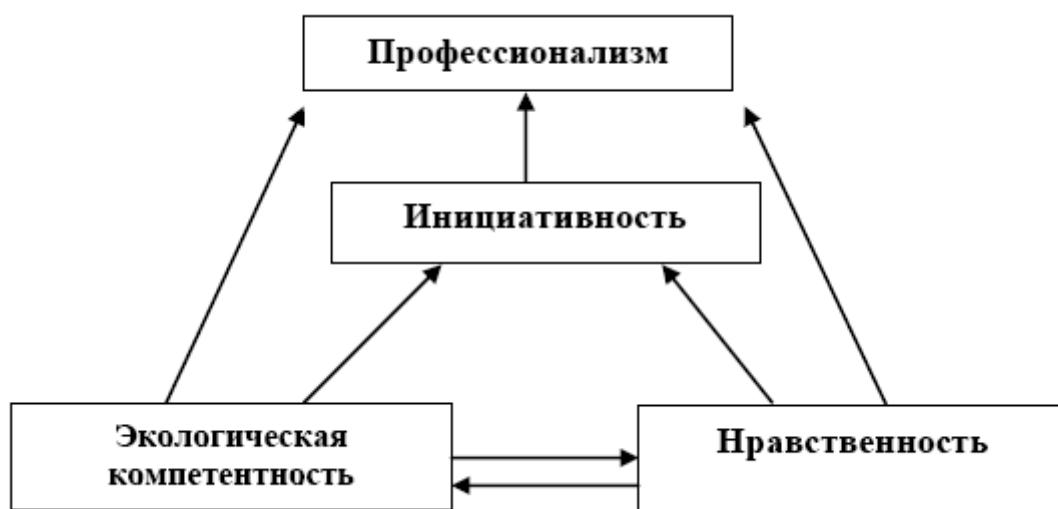 Профессионализм
Инициативность
Экологическая
компетентность
Нравственность